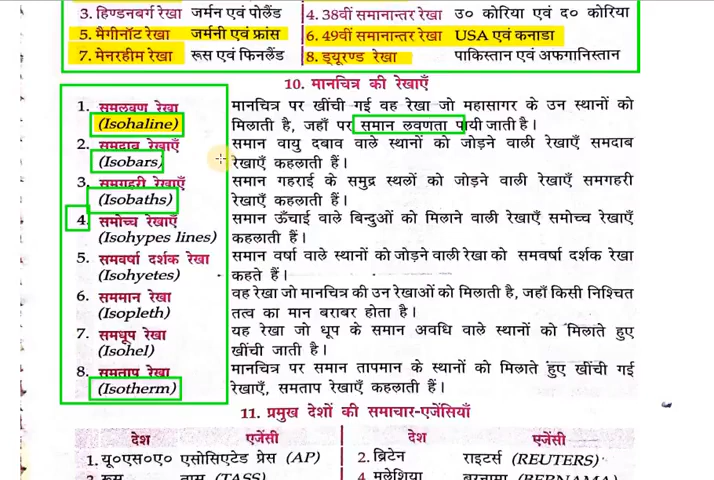 3. हिण्डनबर्ग रेखा जर्मन एवं पोलैंड 4. 38वीं समानान्तर रेखा उ० कोरिया एवं द० कोरिया
5. मैगीनॉट रेखा जर्मनी एवं फ्रांस 6. 49वीं समानान्तर रेखा USA एवं कनाडा
7. मेनरहीम रेखा रूस एवं फिनलैंड 8. ड्यूरण्ड रेखा पाकिस्तान एवं अफगानिस्तान
10. मानचित्र की रेखाएँ
1. समलवण रेखा मानचित्र पर खींची गई वह रेखा जो महासागर के उन स्थानों को
(Isohaline) मिलाती है, जहाँ पर समान लवणता पायी जाती है।
2. समदाब रेखाएँ समान वायु दबाव वाले स्थानों को जोड़ने वाली रेखाएँ समदाब
(Isobars) रेखाएँ कहलाती हैं।
3. समगहरी रेखाएँ समान गहराई के समुद्र स्थलों को जोड़ने वाली रेखाएँ समगहरी
(Isobaths) रेखाएँ कहलाती हैं।
4. समोच्च रेखाएँ समान ऊँचाई वाले बिन्दुओं को मिलाने वाली रेखाएँ समोच्च रेखाएँ
(Isohypes lines) कहलाती हैं।
5. समवर्षा दर्शक रेखा समान वर्षा वाले स्थानों को जोड़ने वाली रेखा को समवर्षा दर्शक रेखा
(Isohyetes) कहते हैं।
6. सममान रेखा वह रेखा जो मानचित्र की उन रेखाओं को मिलाती है, जहाँ किसी निश्चित
(Isopleth) तत्व का मान बराबर होता है।
7. समधूप रेखा यह रेखा जो धूप के समान अवधि वाले स्थानों को मिलाते हुए
(Isohel) खींची जाती है।
8. समताप रेखा मानचित्र पर समान तापमान के स्थानों को मिलाते हुए खींची गई
(Isotherm) रेखाएँ, समताप रेखाएँ कहलाती हैं।
11. प्रमुख देशों की समाचार-एजेंसियाँ
देश एजेंसी देश एजेंसी
1. यू०एस०ए० एसोसिएटेड प्रेस (AP) 2. ब्रिटेन राइटर्स (REUTERS)
(TASS) 4. मलेशिया बरनामा (BERNAMA)